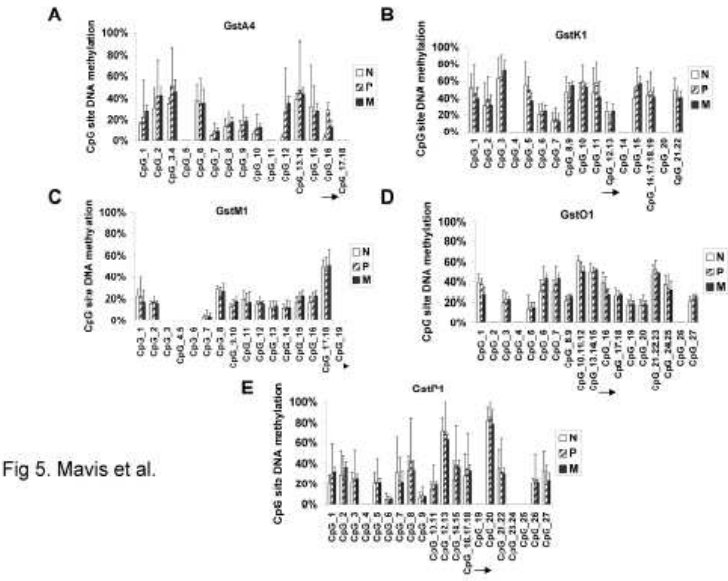 A
GstA4
CpG site DNA methylation
100%
80%
60%
40%
20%
0%
CpG_1
CpG_2
CpG_3.4
CpG_5
CpG_6
CpG_7
CpG_8
CpG_9
CpG_10
CpG_11
CpG_12
CpG_13.14
CpG_15
CpG_16
CpG_17.18
N
P
M
B
GstK1
CpG site DNA methylation
100%
80%
60%
40%
20%
0%
CpG_1
CpG_2
CpG_3
CpG_4
CpG_5
CpG_6
CpG_7
CpG_8.9
CpG_10
CpG_11
CpG_12.13
CpG_14
CpG_15
CpG_16.17.18.19
CpG_20
CpG_21.22
N
P
M
C
GstM1
CpG site DNA methylation
100%
80%
60%
40%
20%
0%
CpG_1
CpG_2
CpG_3
CpG_4.5
CpG_6
CpG_7
CpG_8
CpG_9.10
CpG_11
CpG_12
CpG_13
CpG_14
CpG_15
CpG_16
CpG_17.18
CpG_19
N
P
M
D
GstO1
CpG site DNA methylation
100%
80%
60%
40%
20%
0%
CpG_1
CpG_2
CpG_3
CpG_4
CpG_5
CpG_6
CpG_7
CpG_8.9
CpG_10.11.12
CpG_13.14.15
CpG_16
CpG_17.18
CpG_19
CpG_20
CpG_21.22.23
CpG_24.25
CpG_26
CpG_27
N
P
M
E
CpG site DNA methylation
100%
80%
60%
40%
20%
0%
CpG_1
CpG_2
CpG_3
CpG_4
CpG_5
CpG_6
CpG_7
CpG_8
CpG_9
CpG_10.11
CpG_12.13
CpG_14.15
CpG_16.17.18
CpG_19
CpG_20
CpG_21.22
CpG_23.24
CpG_25
CpG_26
CpG_27
N
P
M
Fig 5. Mavis et al.